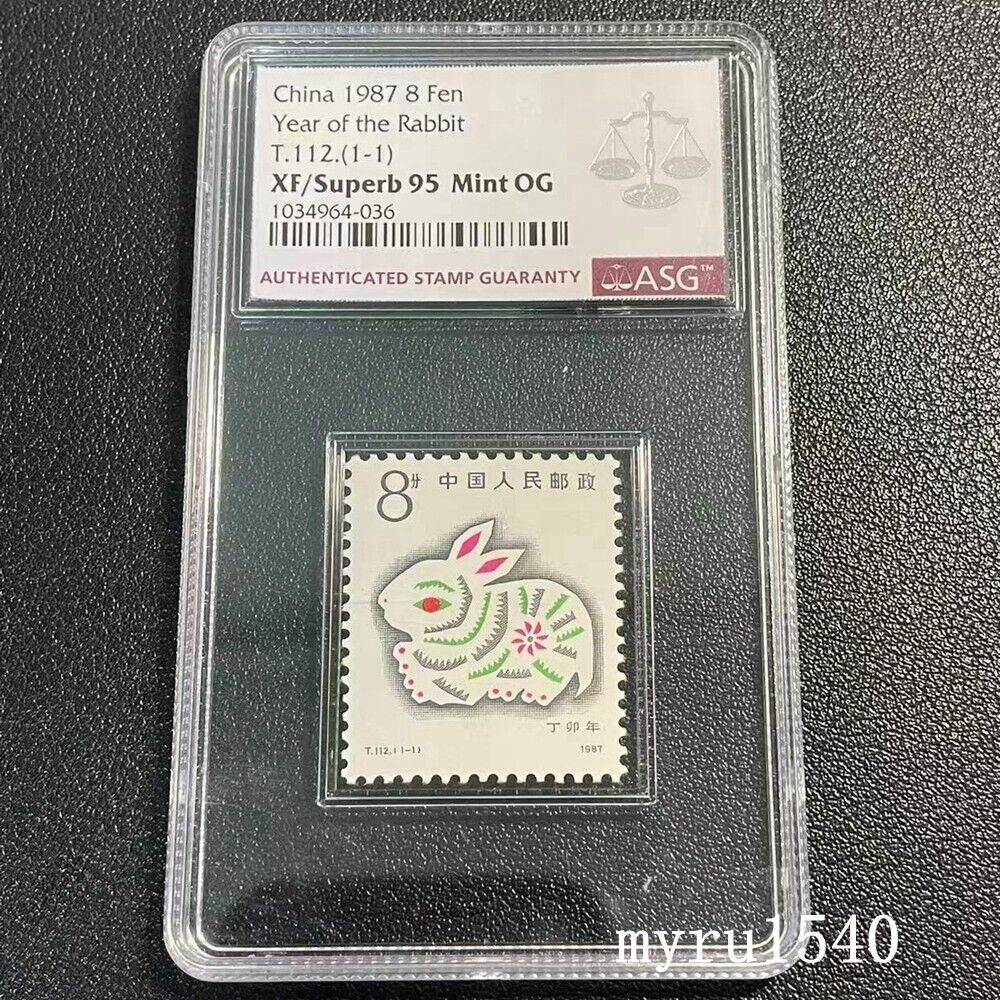 China 1987 8 Fen
Year of the Rabbit
T.112.(1-1)
XF/Superb 95 Mint OG
1034964-036
AUTHENTICATED STAMP GUARANTY
ASG™
8分 中国人民邮政
丁卯年
T.112.(1-1) 1987
myru1540